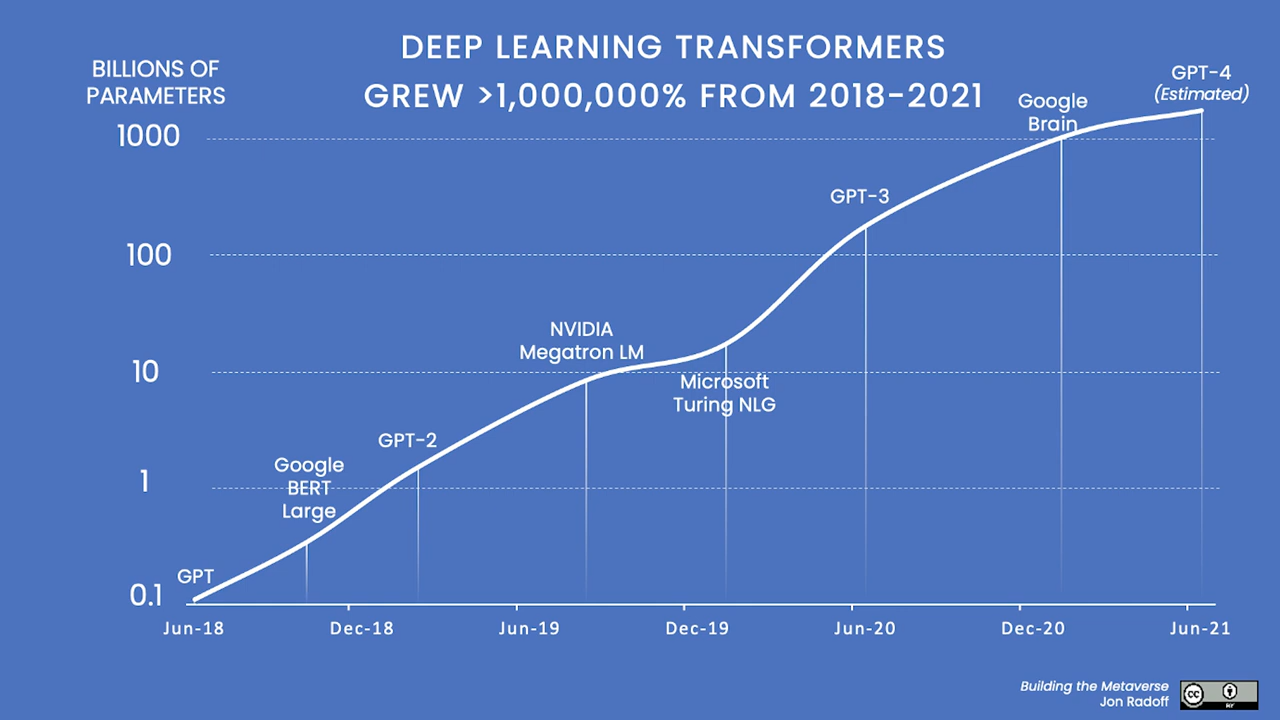 DEEP LEARNING TRANSFORMERS
GREW >1,000,000% FROM 2018-2021
BILLIONS OF
PARAMETERS
1000
100
10
1
0.1
GPT
Google
BERT
Large
GPT-2
NVIDIA
Megatron LM
Microsoft
Turing NLG
GPT-3
Google
Brain
GPT-4
(Estimated)
Jun-18
Dec-18
Jun-19
Dec-19
Jun-20
Dec-20
Jun-21
Building the Metaverse
Jon Radoff
cc
BY